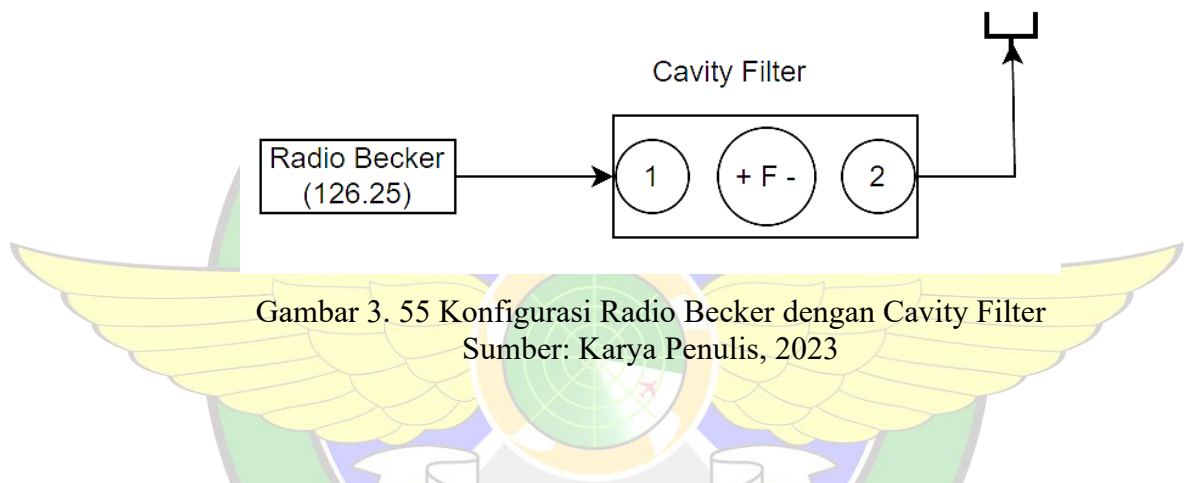 Cavity Filter
Radio Becker
(126.25)
1
+ F -
2
Gambar 3. 55 Konfigurasi Radio Becker dengan Cavity Filter
Sumber: Karya Penulis, 2023